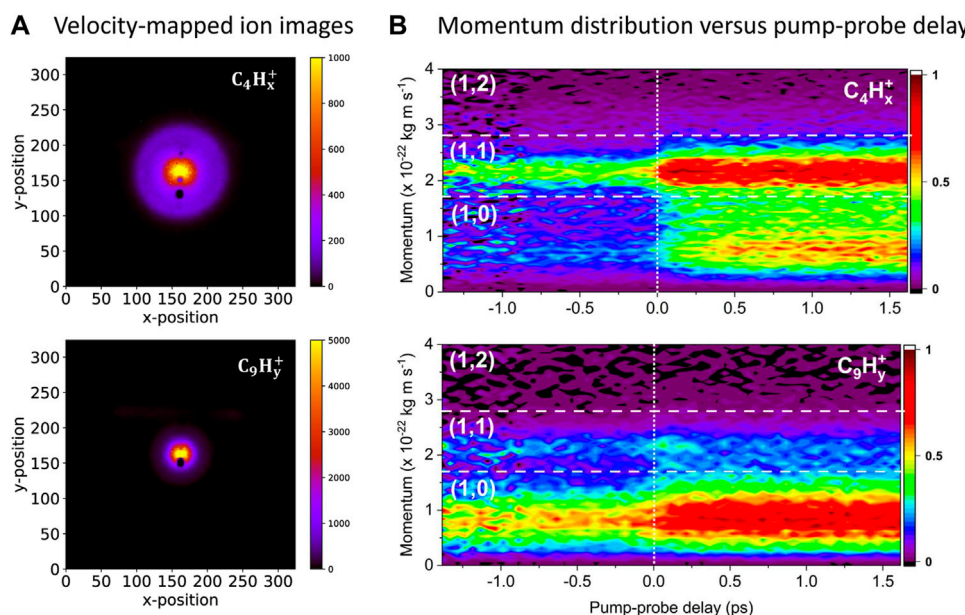 A Velocity-mapped ion images
C₄Hₓ⁺
y-position
300
250
200
150
100
50
0
0 50 100 150 200 250 300
x-position
1000
800
600
400
200
0
C₉Hᵧ⁺
y-position
300
250
200
150
100
50
0
0 50 100 150 200 250 300
x-position
5000
4000
3000
2000
1000
0
B Momentum distribution versus pump-probe delay
Momentum (x 10⁻²² kg m s⁻¹)
4
3
2
1
0
(1,2)
(1,1)
(1,0)
C₄Hₓ⁺
-1.0 -0.5 0.0 0.5 1.0 1.5
1
0.5
0
Momentum (x 10⁻²² kg m s⁻¹)
4
3
2
1
0
(1,2)
(1,1)
(1,0)
C₉Hᵧ⁺
-1.0 -0.5 0.0 0.5 1.0 1.5
Pump-probe delay (ps)
1
0.5
0